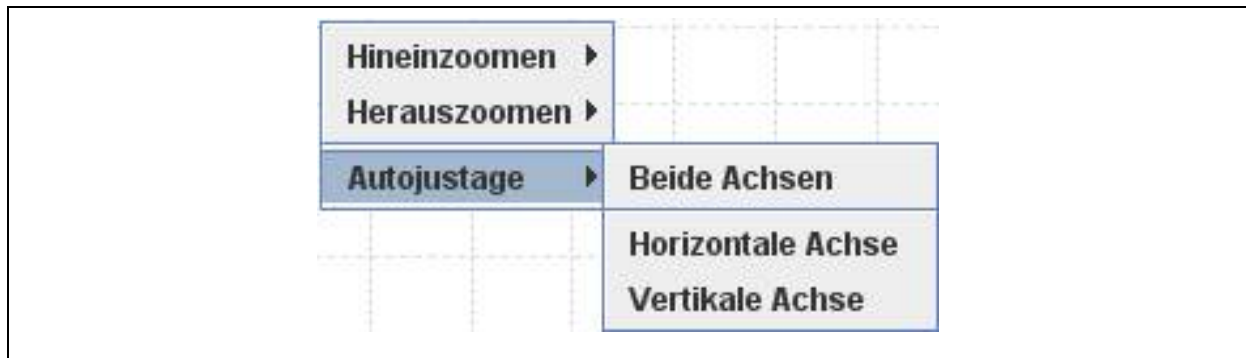 Hineinzoomen
Herauszoomen
Autojustage
Beide Achsen
Horizontale Achse
Vertikale Achse